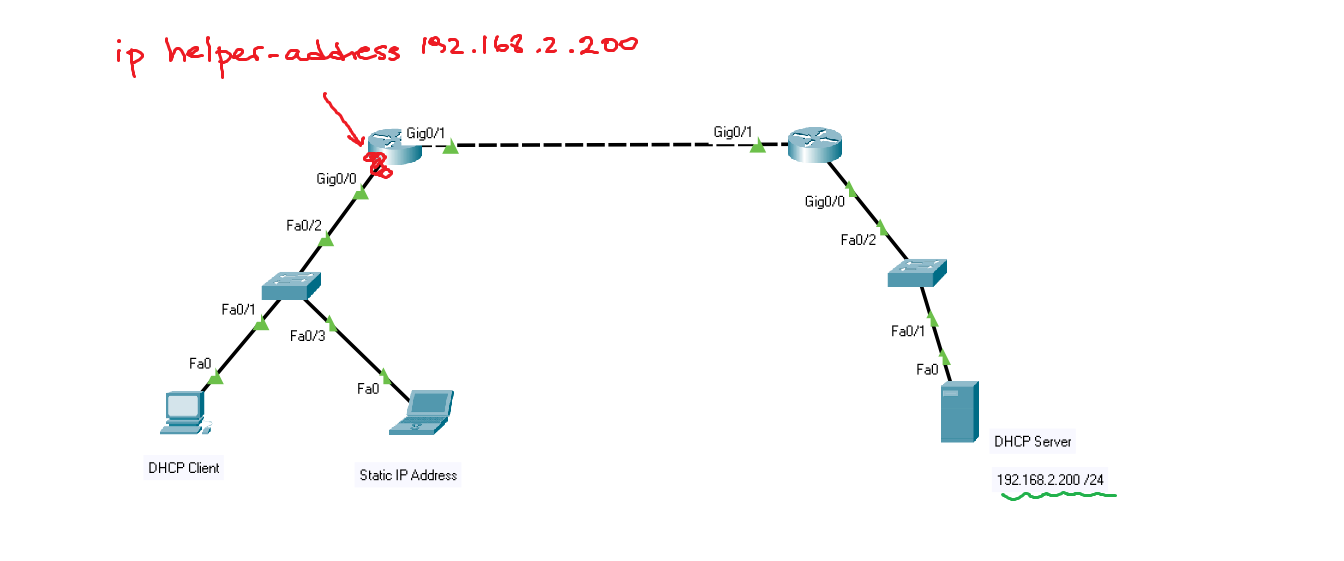 ip helper-address 192.168.2.200
Gig0/1
Gig0/1
Gig0/0
Gig0/0
Fa0/2
Fa0/2
Fa0/1
Fa0/3
Fa0/1
Fa0
Fa0
Fa0
DHCP Server
DHCP Client
Static IP Address
192.168.2.200 /24